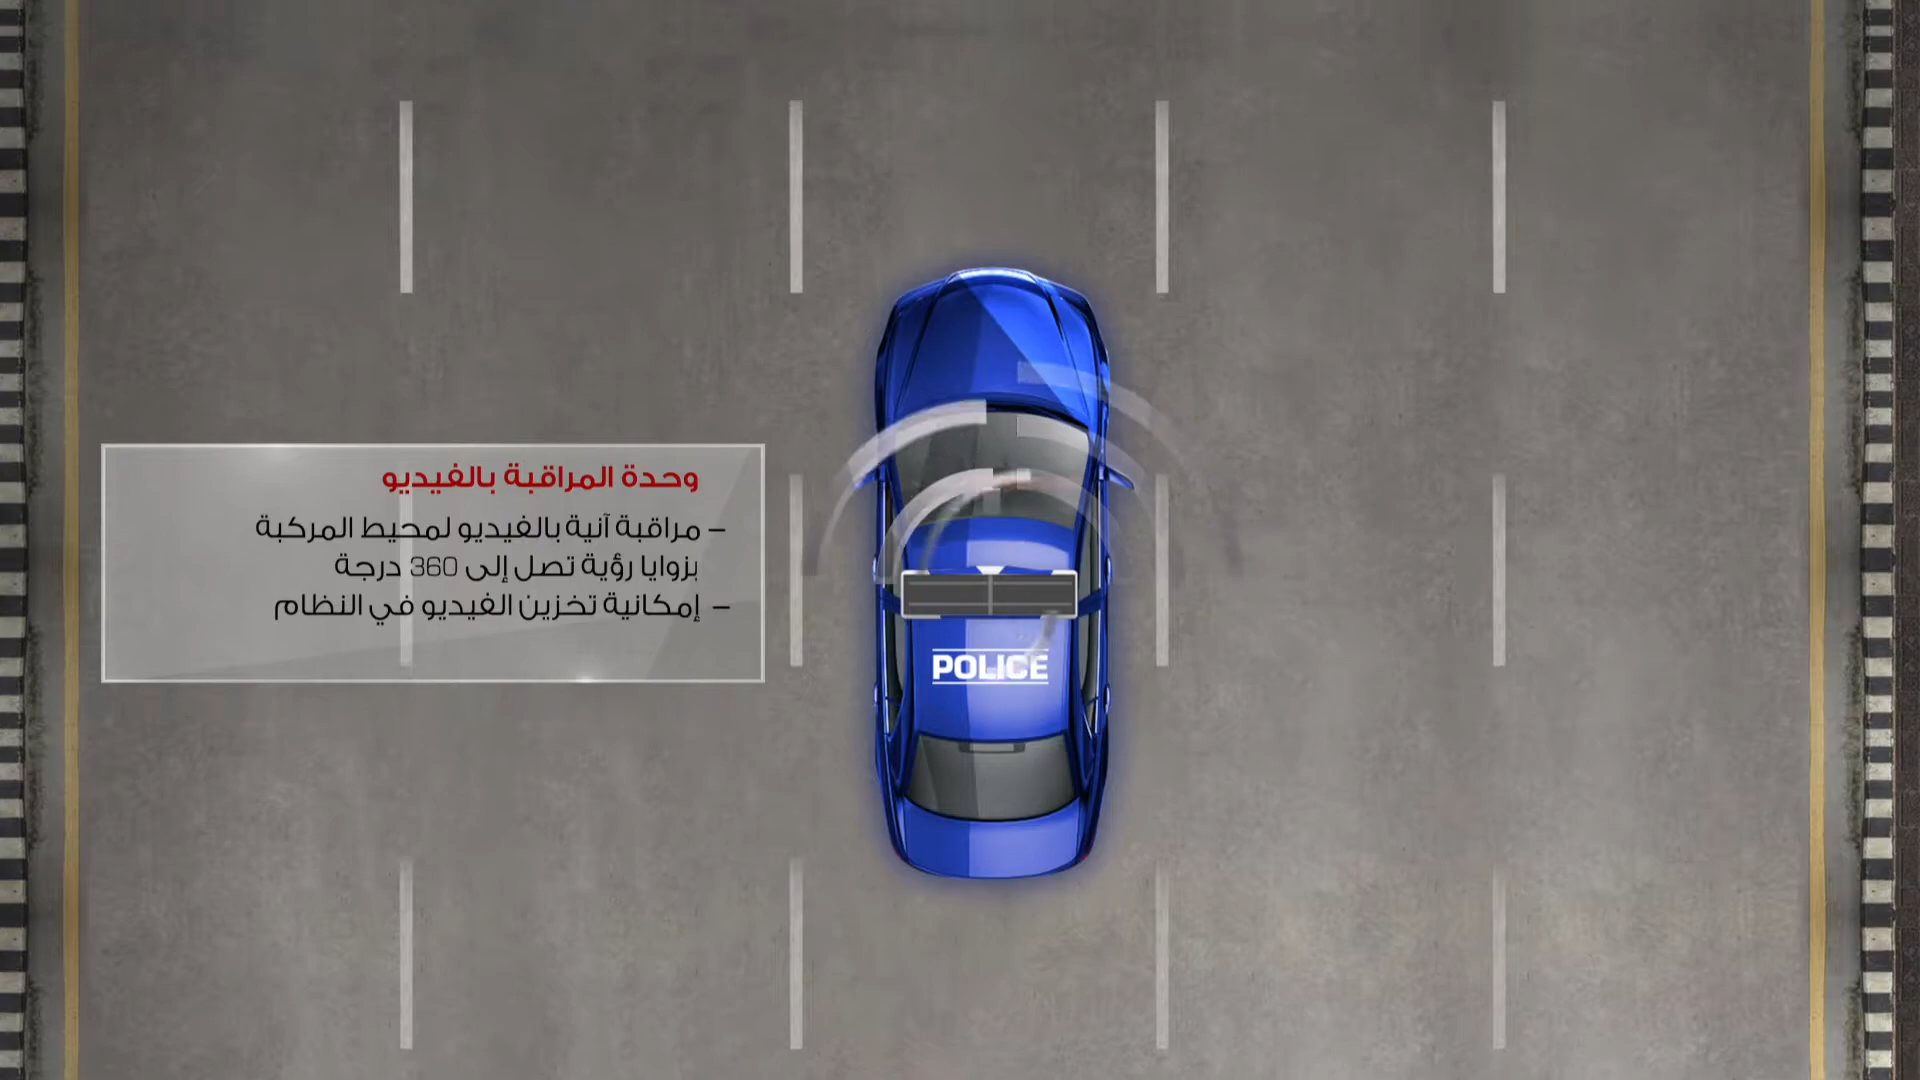 وحدة المراقبة بالفيديو
– مراقبة آنية بالفيديو لمحيط المركبة
بزوايا رؤية تصل إلى 360 درجة
– إمكانية تخزين الفيديو في النظام
POLICE